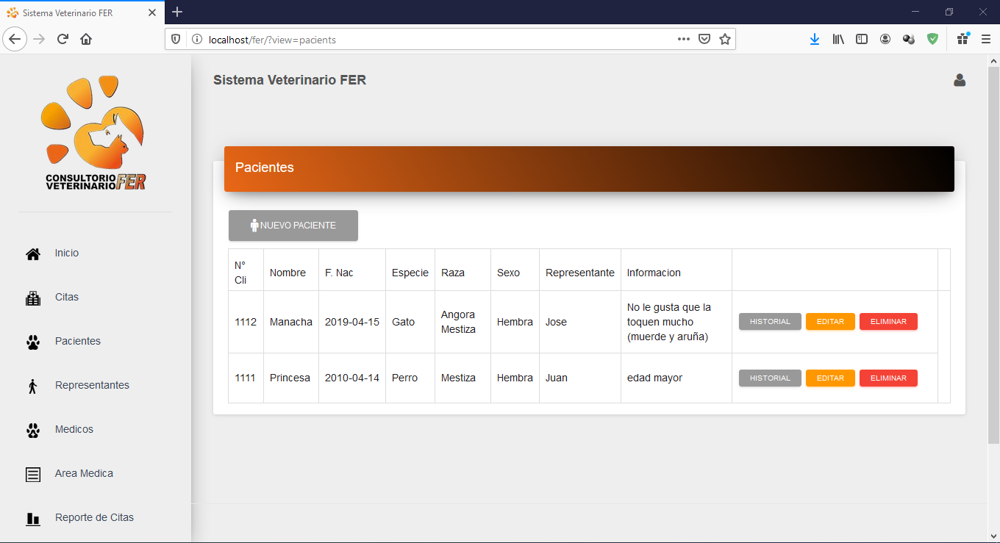 Sistema Veterinario FER
localhost/fer/?view=pacients
CONSULTORIO
VETERINARIO FER
Inicio
Citas
Pacientes
Representantes
Medicos
Area Medica
Reporte de Citas
Sistema Veterinario FER
Pacientes
NUEVO PACIENTE
N° Cli Nombre F. Nac Especie Raza Sexo Representante Informacion
1112 Manacha 2019-04-15 Gato Angora Mestiza Hembra Jose No le gusta que la toquen mucho (muerde y aruña) HISTORIAL EDITAR ELIMINAR
1111 Princesa 2010-04-14 Perro Mestiza Hembra Juan edad mayor HISTORIAL EDITAR ELIMINAR